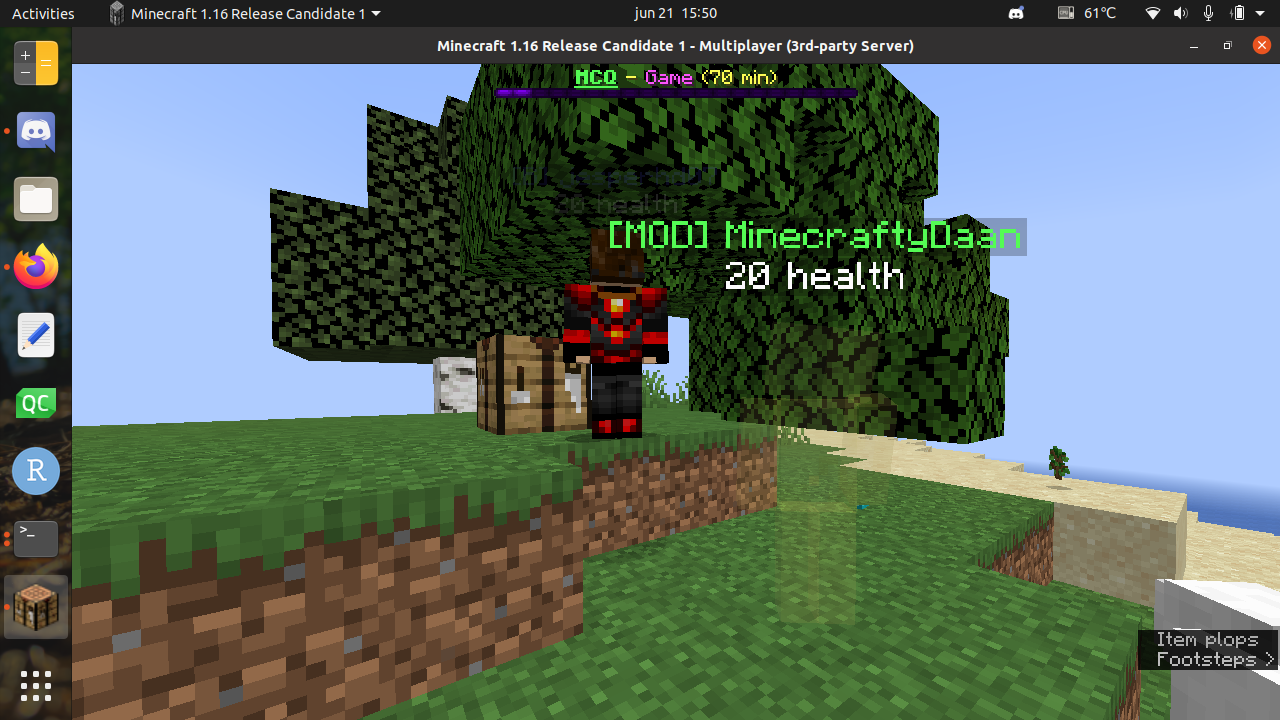 Activities
Minecraft 1.16 Release Candidate 1
jun 21 15:50
61°C
Minecraft 1.16 Release Candidate 1 - Multiplayer (3rd-party Server)
MCQ - Game (70 min)
health
[MOD] MinecraftyDaan
20 health
QC
R
>_
Item plops
Footsteps >